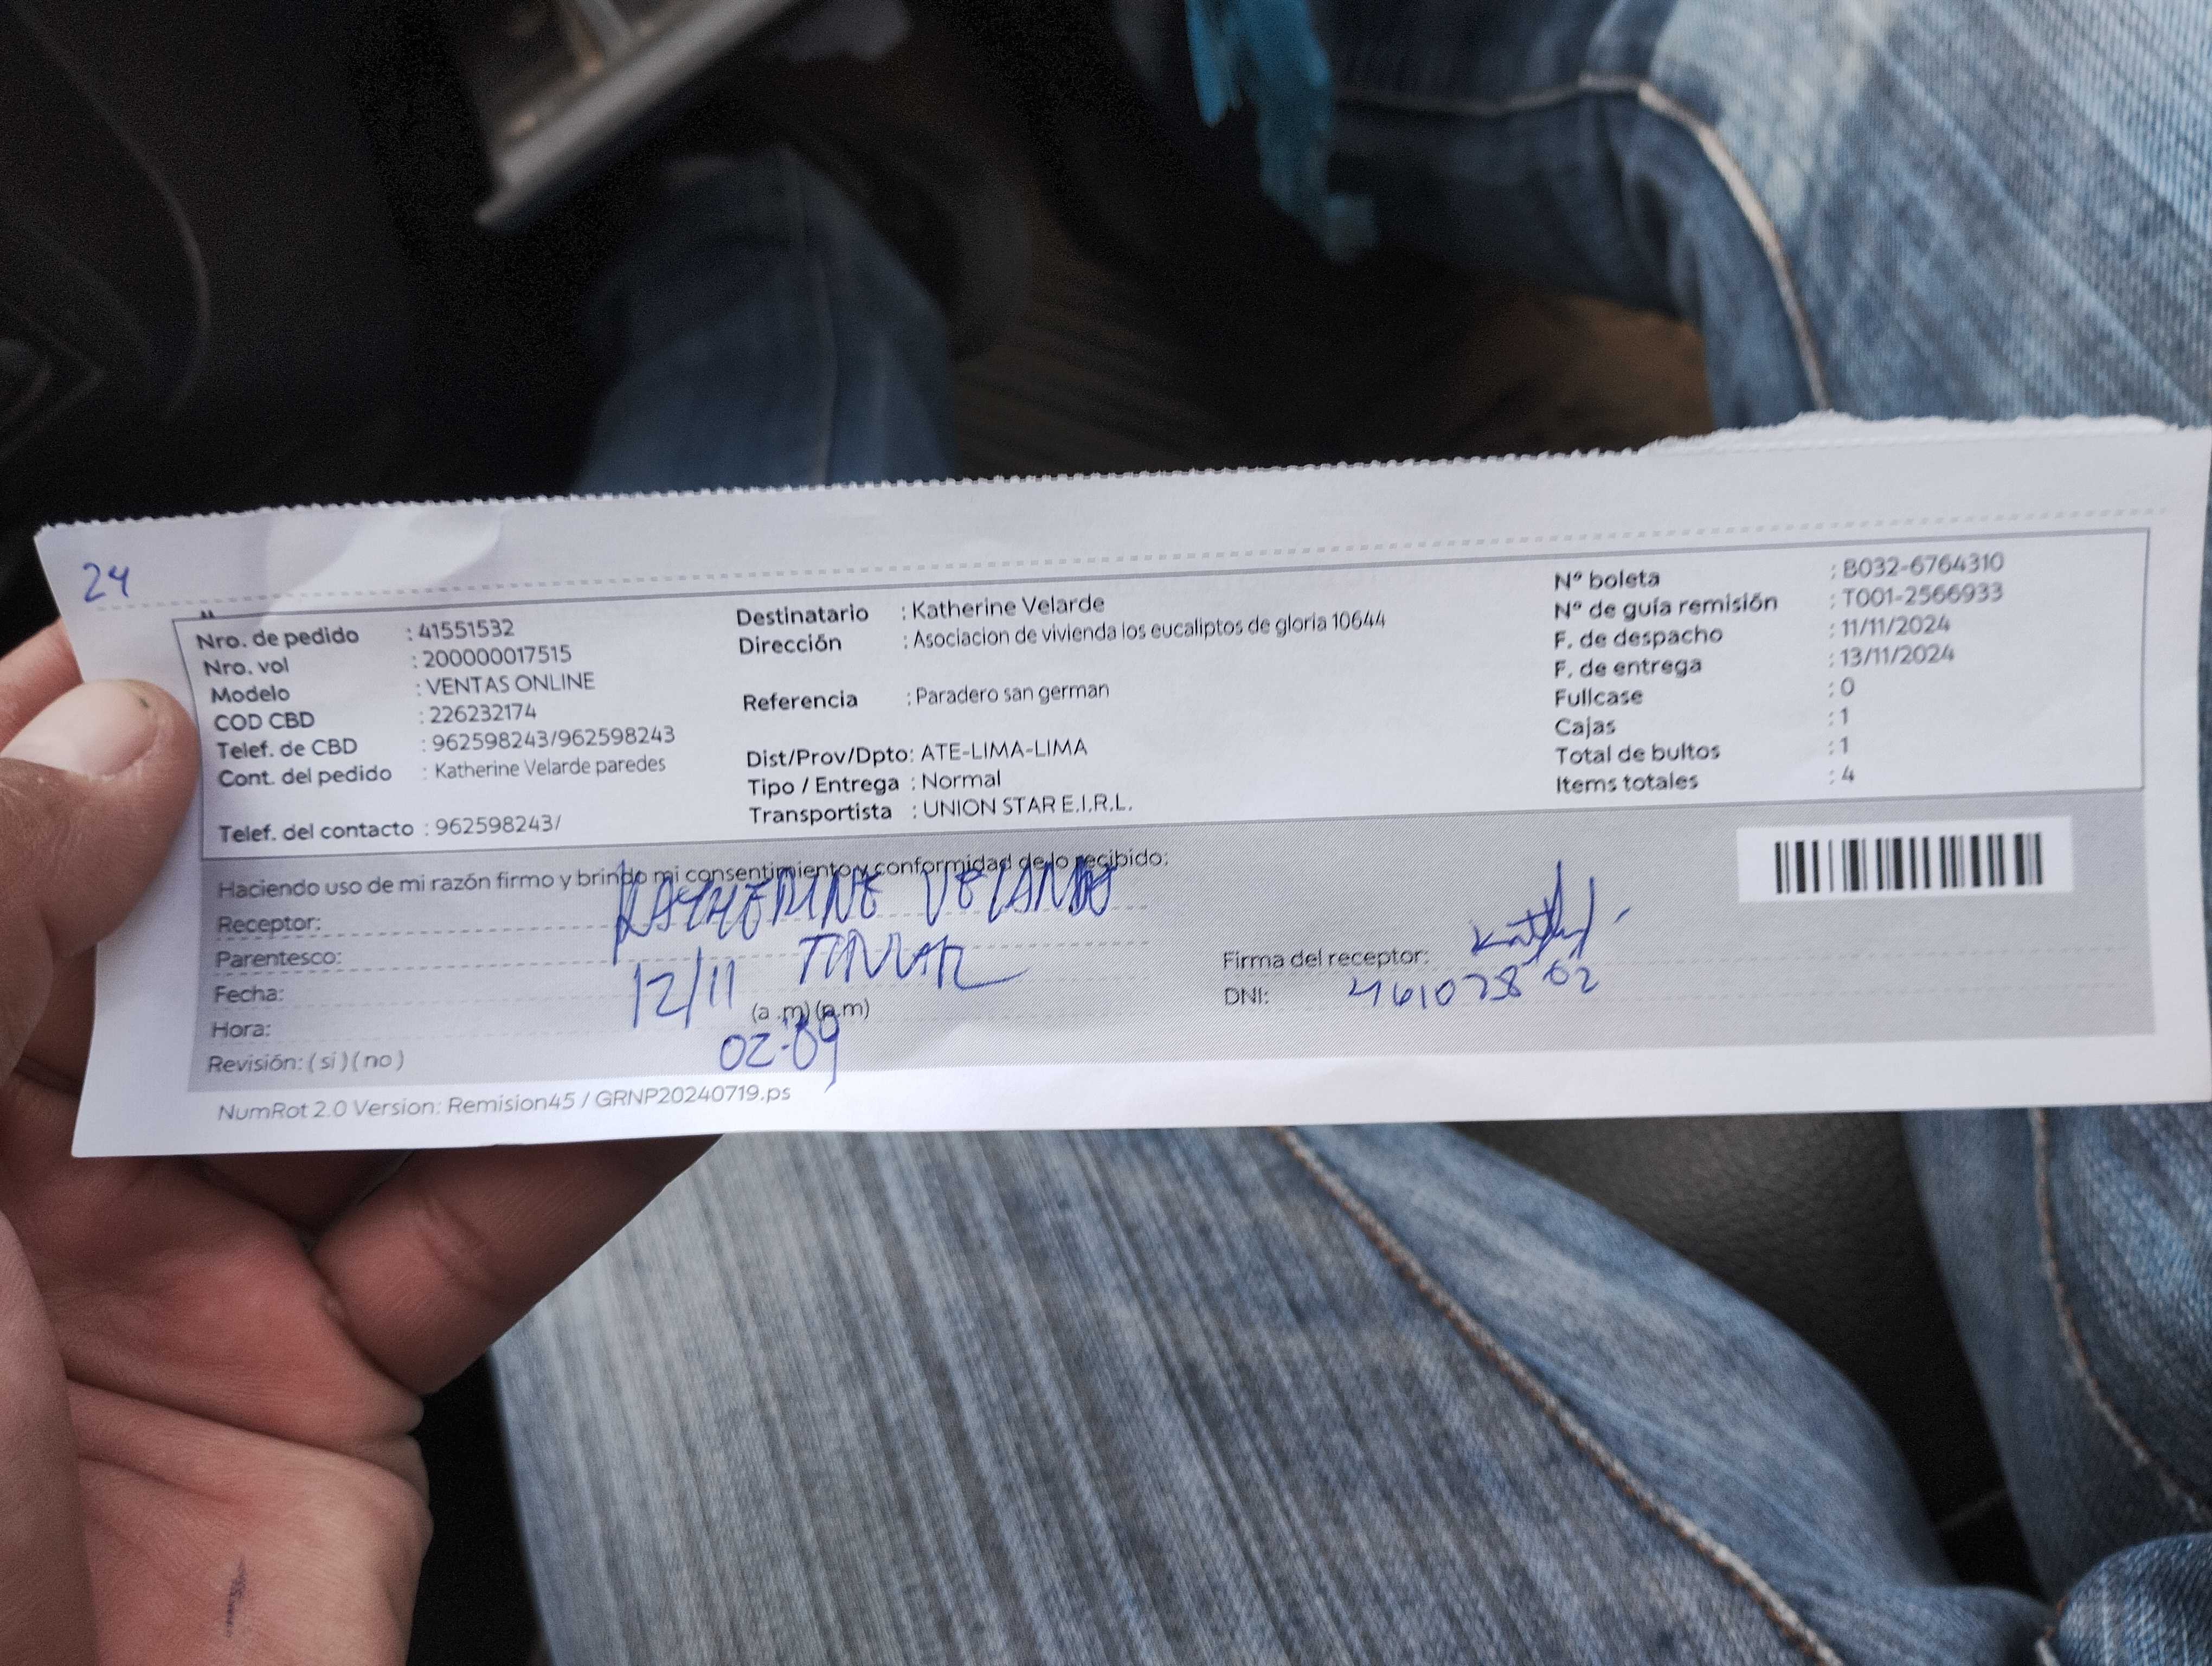 24
Nro. de pedido : 41551532
Nro. vol : 200000017515
Modelo : VENTAS ONLINE
COD CBD : 226232174
Telef. de CBD : 962598243/962598243
Cont. del pedido : Katherine Velarde paredes
Telef. del contacto : 962598243/
Destinatario : Katherine Velarde
Dirección : Asociacion de vivienda los eucaliptos de gloria 10644
Referencia : Paradero san german
Dist/Prov/Dpto: ATE-LIMA-LIMA
Tipo / Entrega : Normal
Transportista : UNION STAR E.I.R.L.
Nº boleta : B032-6764310
Nº de guía remisión : T001-2566933
F. de despacho : 11/11/2024
F. de entrega : 13/11/2024
Fullcase : 0
Cajas : 1
Total de bultos : 1
Items totales : 4
Haciendo uso de mi razón firmo y brindo mi consentimiento y conformidad de lo recibido:
Receptor: KATHERINE VELARDE
Parentesco:
Fecha: 12/11
Hora: (a .m) (p.m) 02:09
Revisión: ( si ) ( no )
Firma del receptor:
DNI:
NumRot 2.0 Version: Remision45 / GRNP20240719.ps